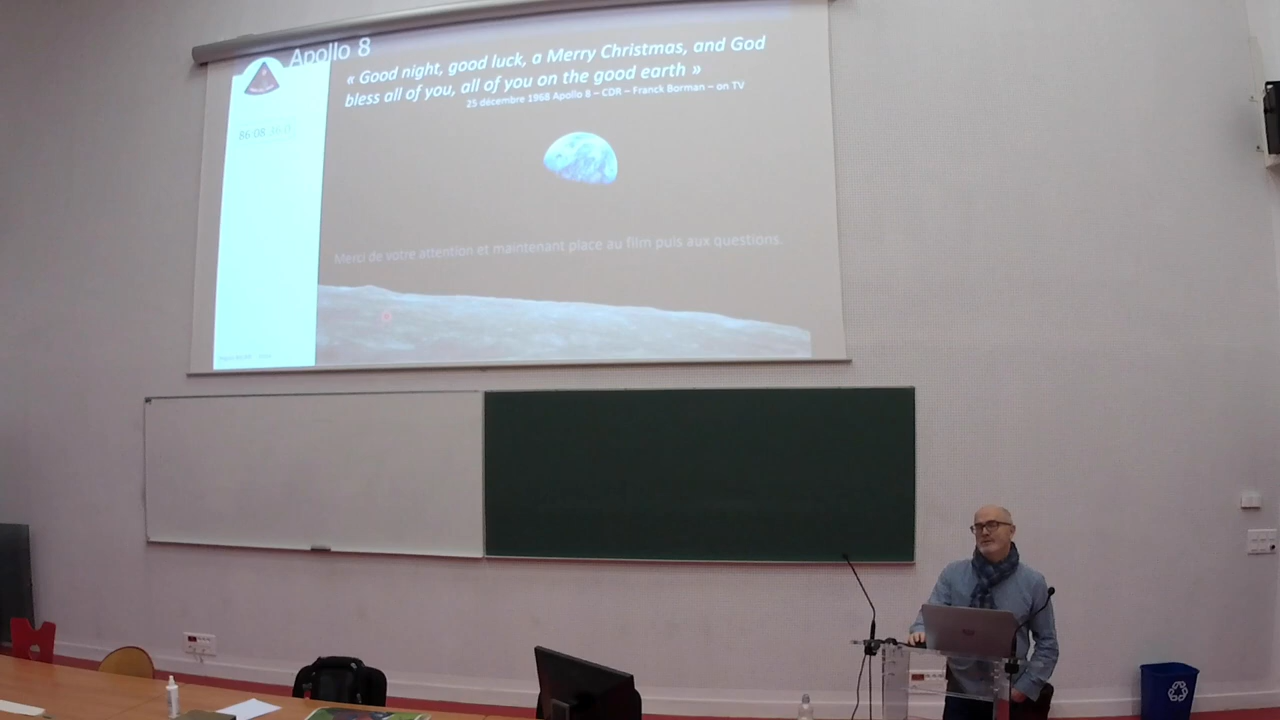 Apollo 8
« Good night, good luck, a Merry Christmas, and God
bless all of you, all of you on the good earth »
25 décembre 1968 Apollo 8 – CDR – Franck Borman – on TV
86:08
Merci de votre attention et maintenant place au film puis aux questions.